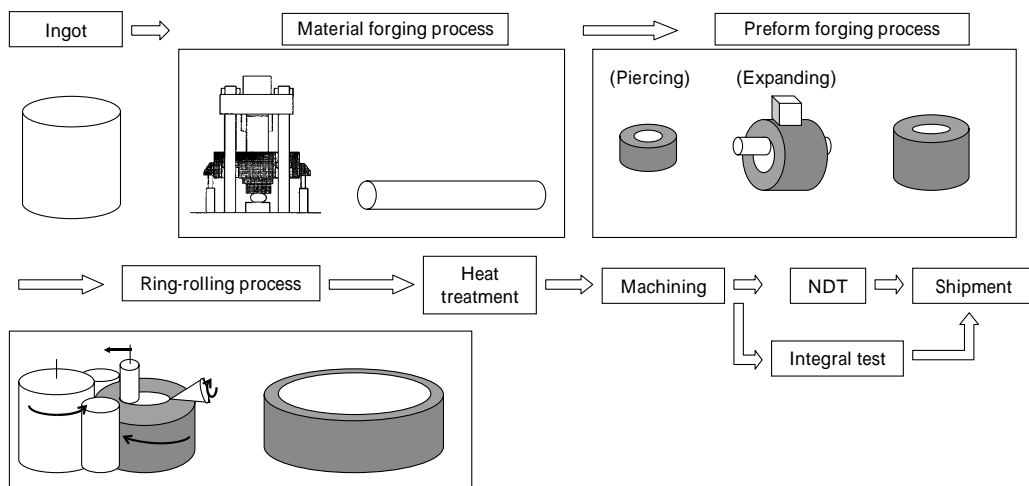 Ingot
Material forging process
Preform forging process
(Piercing)
(Expanding)
Ring-rolling process
Heat
treatment
Machining
NDT
Shipment
Integral test